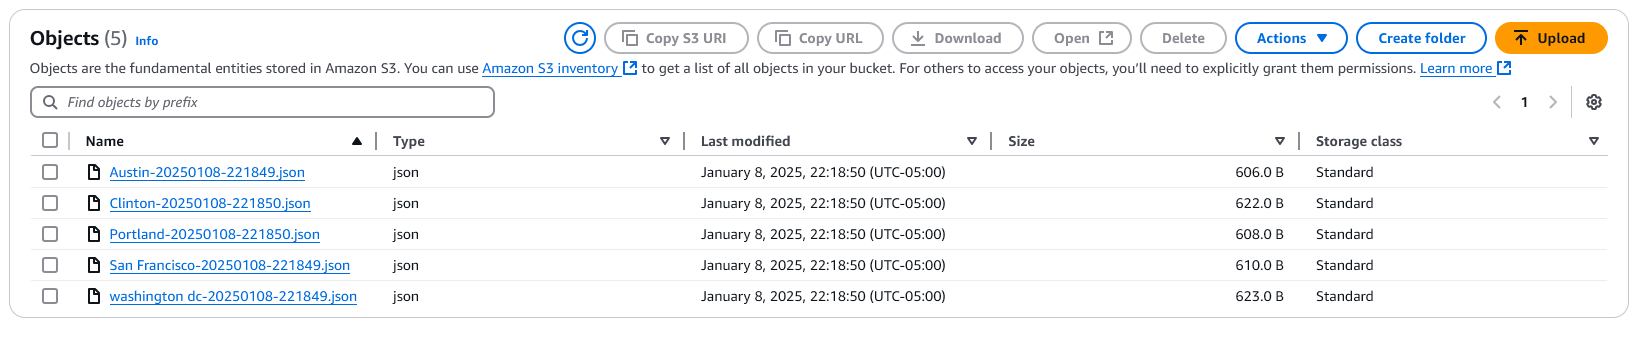 Objects (5) Info Copy S3 URI Copy URL Download Open Delete Actions Create folder Upload
Objects are the fundamental entities stored in Amazon S3. You can use Amazon S3 inventory to get a list of all objects in your bucket. For others to access your objects, you'll need to explicitly grant them permissions. Learn more
Find objects by prefix 1
Name Type Last modified Size Storage class
Austin-20250108-221849.json json January 8, 2025, 22:18:50 (UTC-05:00) 606.0 B Standard
Clinton-20250108-221850.json json January 8, 2025, 22:18:50 (UTC-05:00) 622.0 B Standard
Portland-20250108-221850.json json January 8, 2025, 22:18:50 (UTC-05:00) 608.0 B Standard
San Francisco-20250108-221849.json json January 8, 2025, 22:18:50 (UTC-05:00) 610.0 B Standard
washington dc-20250108-221849.json json January 8, 2025, 22:18:50 (UTC-05:00) 623.0 B Standard